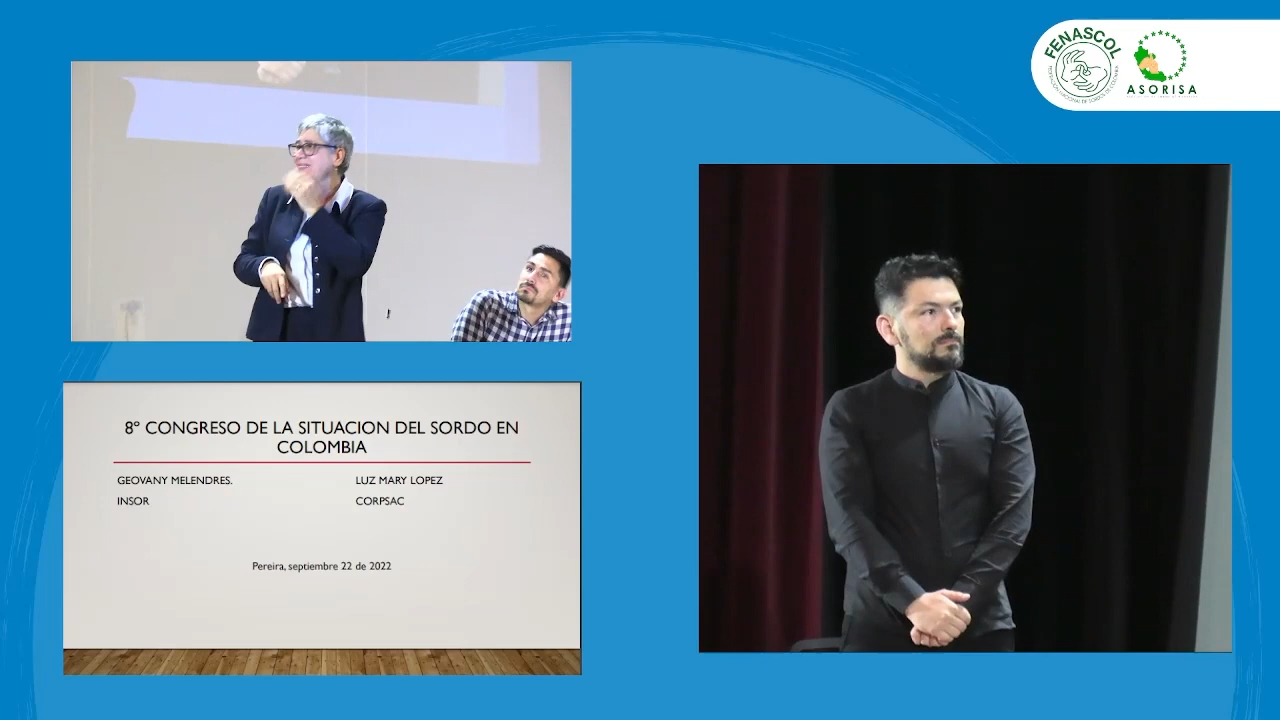 FENASCOL
ASORISA
8º CONGRESO DE LA SITUACION DEL SORDO EN
COLOMBIA
GEOVANY MELENDRES.
LUZ MARY LOPEZ
INSOR
CORPSAC
Pereira, septiembre 22 de 2022